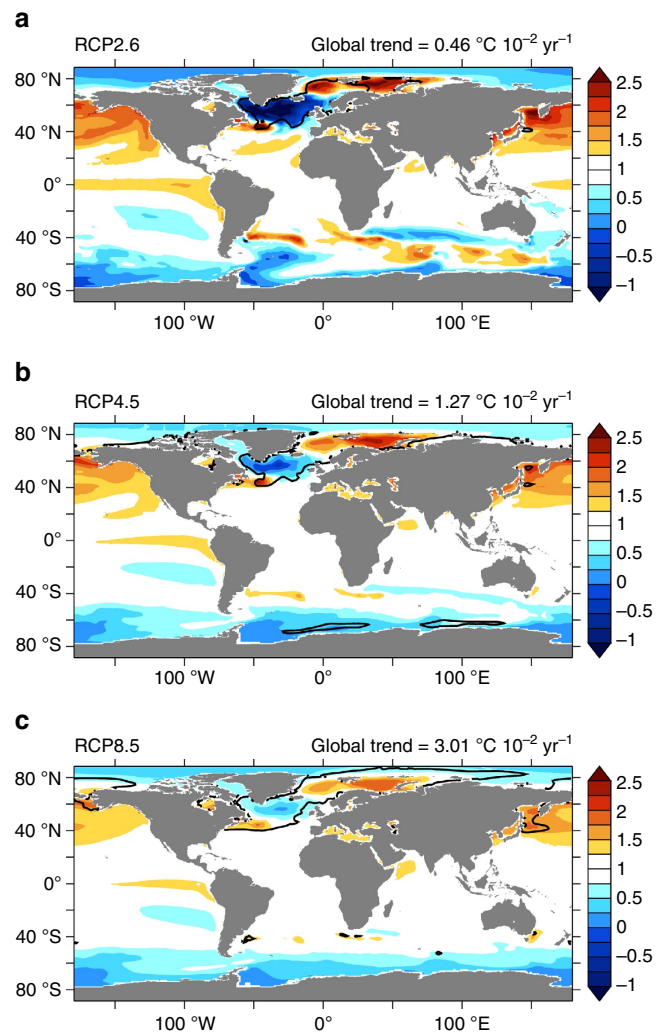 a
RCP2.6 Global trend = 0.46 °C 10⁻² yr⁻¹
80 °N
40 °N
0°
40 °S
80 °S
100 °W 0° 100 °E
2.5
2
1.5
1
0.5
0
−0.5
−1
b
RCP4.5 Global trend = 1.27 °C 10⁻² yr⁻¹
80 °N
40 °N
0°
40 °S
80 °S
100 °W 0° 100 °E
2.5
2
1.5
1
0.5
0
−0.5
−1
c
RCP8.5 Global trend = 3.01 °C 10⁻² yr⁻¹
80 °N
40 °N
0°
40 °S
80 °S
100 °W 0° 100 °E
2.5
2
1.5
1
0.5
0
−0.5
−1